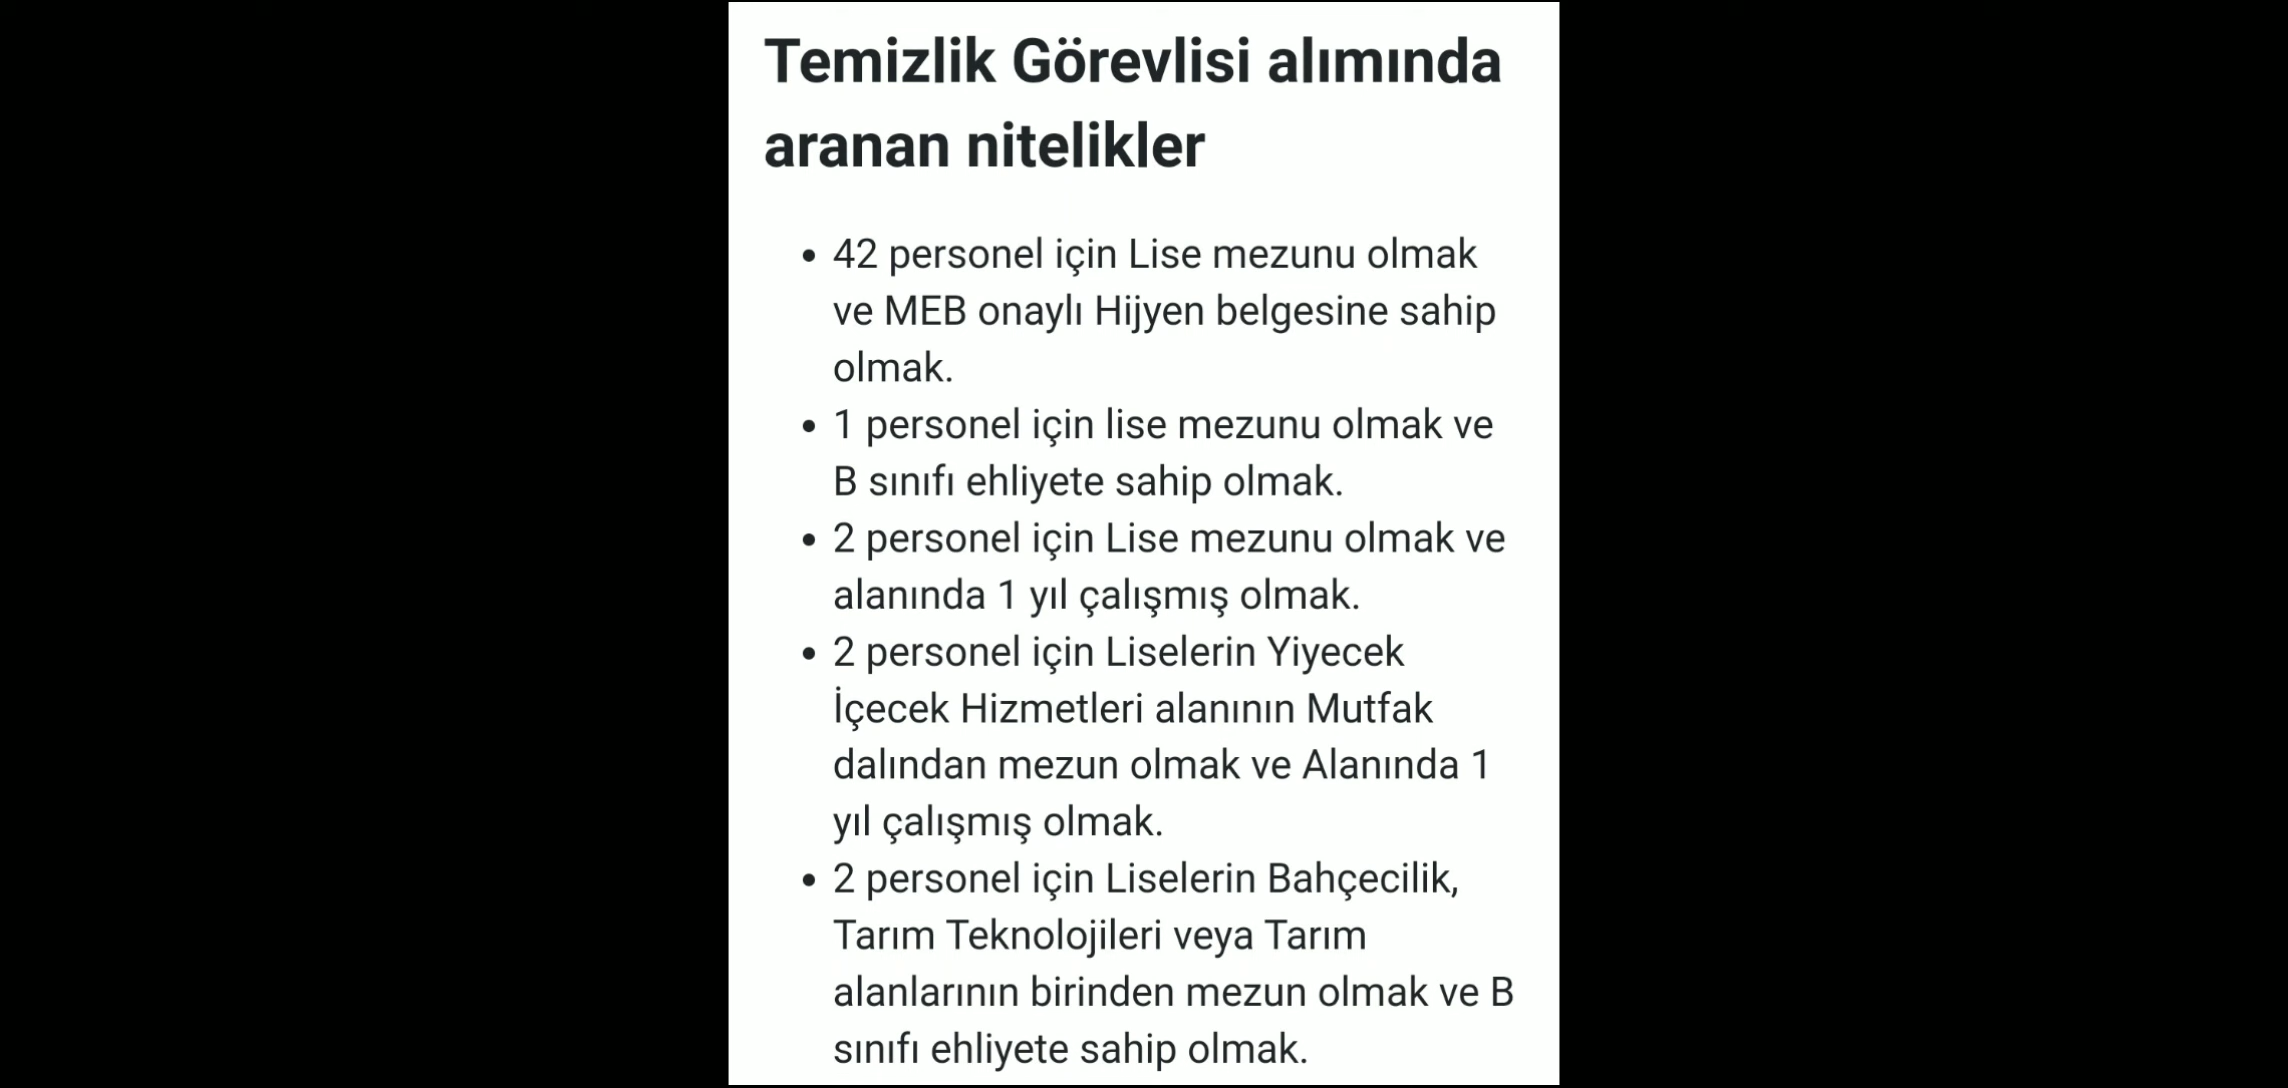 Temizlik Görevlisi alımında
aranan nitelikler
• 42 personel için Lise mezunu olmak
ve MEB onaylı Hijyen belgesine sahip
olmak.
• 1 personel için lise mezunu olmak ve
B sınıfı ehliyete sahip olmak.
• 2 personel için Lise mezunu olmak ve
alanında 1 yıl çalışmış olmak.
• 2 personel için Liselerin Yiyecek
İçecek Hizmetleri alanının Mutfak
dalından mezun olmak ve Alanında 1
yıl çalışmış olmak.
• 2 personel için Liselerin Bahçecilik,
Tarım Teknolojileri veya Tarım
alanlarının birinden mezun olmak ve B
sınıfı ehliyete sahip olmak.